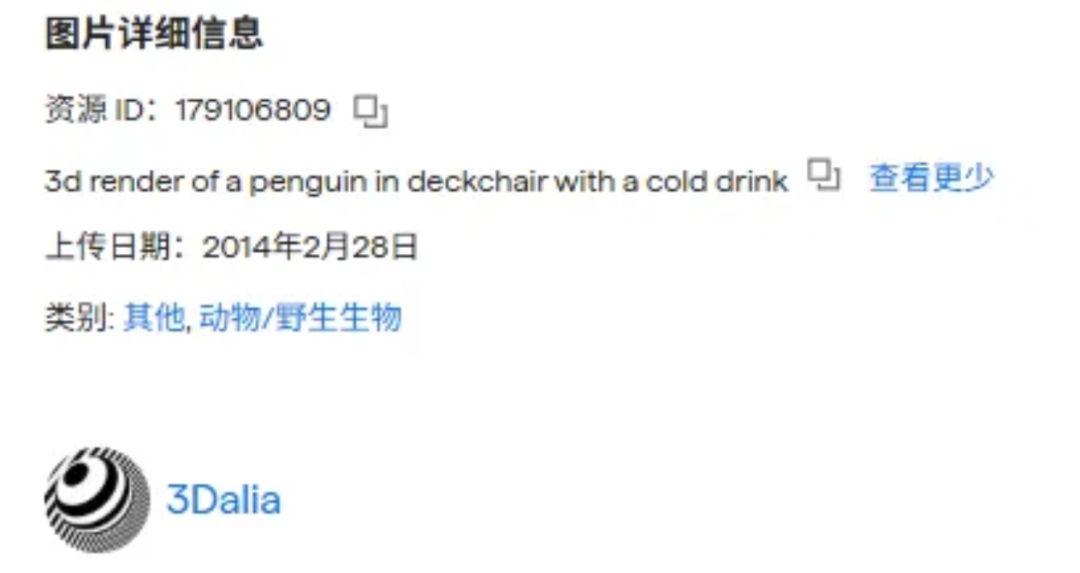 图片详细信息
资源 ID：179106809
3d render of a penguin in deckchair with a cold drink 查看更少
上传日期：2014年2月28日
类别: 其他, 动物/野生生物
3Dalia